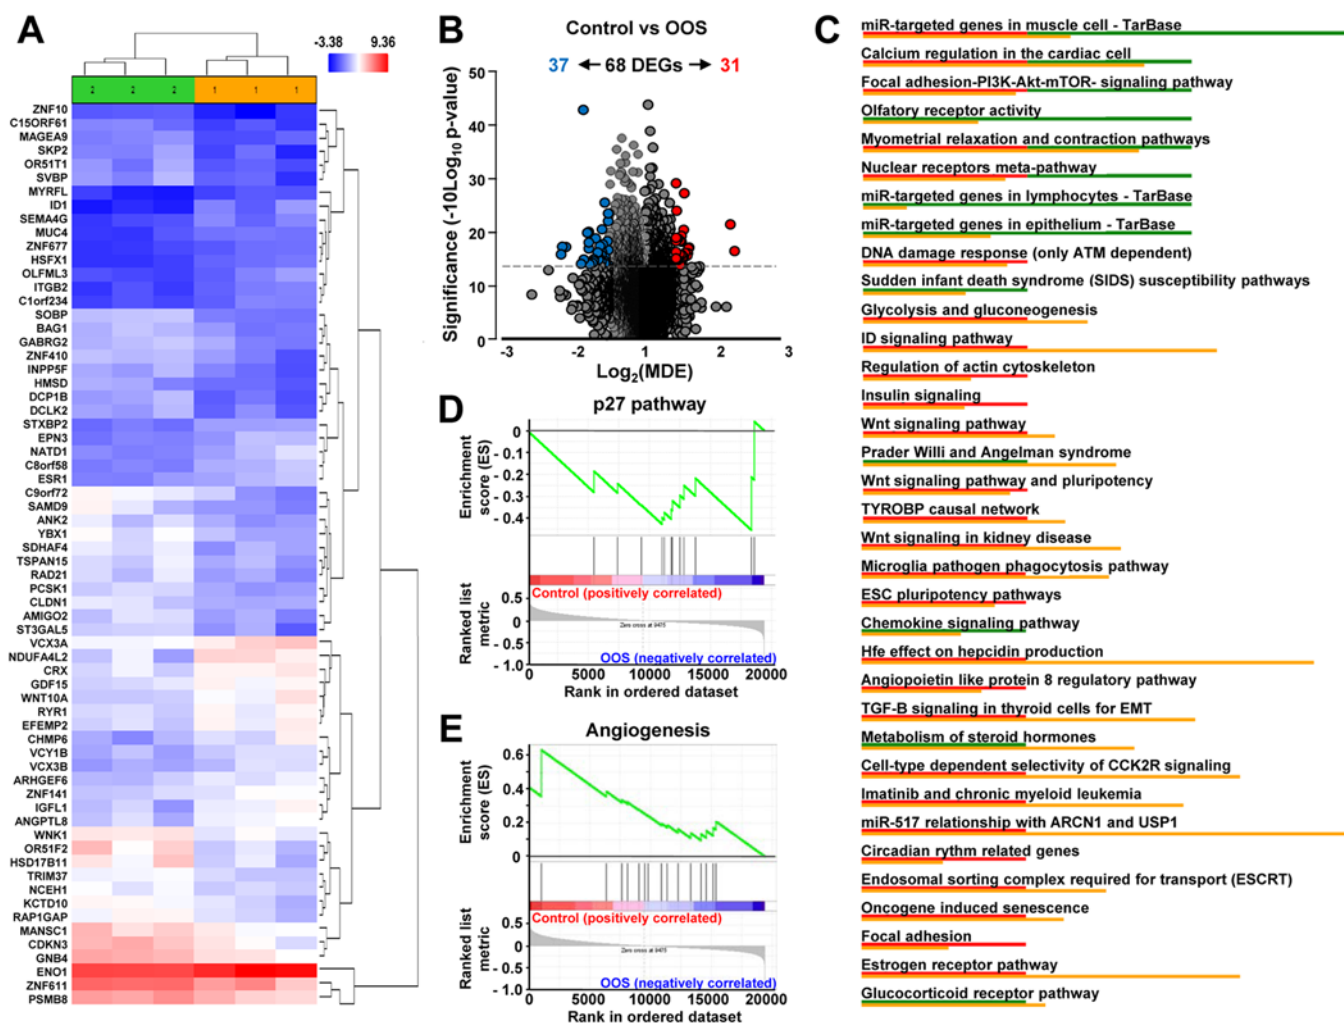 A
-3.38 9.36
2 2 2 1 1 1
ZNF10
C15ORF61
MAGEA9
SKP2
OR51T1
SVBP
MYRFL
ID1
SEMA4G
MUC4
ZNF677
HSFX1
OLFML3
ITGB2
C1orf234
SOBP
BAG1
GABRG2
ZNF410
INPP5F
HMSD
DCP1B
DCLK2
STXBP2
EPN3
NATD1
C8orf58
ESR1
C9orf72
SAMD9
ANK2
YBX1
SDHAF4
TSPAN15
RAD21
PCSK1
CLDN1
AMIGO2
ST3GAL5
VCX3A
NDUFA4L2
CRX
GDF15
WNT10A
RYR1
EFEMP2
CHMP6
VCY1B
VCX3B
ARHGEF6
ZNF141
IGFL1
ANGPTL8
WNK1
OR51F2
HSD17B11
TRIM37
NCEH1
KCTD10
RAP1GAP
MANSC1
CDKN3
GNB4
ENO1
ZNF611
PSMB8
B
Control vs OOS
37 68 DEGs 31
Significance (-10Log10 p-value)
50
40
30
20
10
0
-3 -2 1 2 3
Log2(MDE)
D
p27 pathway
Enrichment
score (ES)
0
- 0.1
- 0.2
- 0.3
- 0.4
Control (positively correlated)
Ranked list
metric
0.5
0
- 0.5
- 1.0
Zero cross at 9475
OOS (negatively correlated)
0 5000 10000 15000 20000
Rank in ordered dataset
E
Angiogenesis
Enrichment
score (ES)
0.6
0.4
0.2
0
Control (positively correlated)
Ranked list
metric
0.5
0
- 0.5
- 1.0
Zero cross at 9475
OOS (negatively correlated)
0 5000 10000 15000 20000
Rank in ordered dataset
C
miR-targeted genes in muscle cell - TarBase
Calcium regulation in the cardiac cell
Focal adhesion-PI3K-Akt-mTOR- signaling pathway
Olfatory receptor activity
Myometrial relaxation and contraction pathways
Nuclear receptors meta-pathway
miR-targeted genes in lymphocytes - TarBase
miR-targeted genes in epithelium - TarBase
DNA damage response (only ATM dependent)
Sudden infant death syndrome (SIDS) susceptibility pathways
Glycolysis and gluconeogenesis
ID signaling pathway
Regulation of actin cytoskeleton
Insulin signaling
Wnt signaling pathway
Prader Willi and Angelman syndrome
Wnt signaling pathway and pluripotency
TYROBP causal network
Wnt signaling in kidney disease
Microglia pathogen phagocytosis pathway
ESC pluripotency pathways
Chemokine signaling pathway
Hfe effect on hepcidin production
Angiopoietin like protein 8 regulatory pathway
TGF-B signaling in thyroid cells for EMT
Metabolism of steroid hormones
Cell-type dependent selectivity of CCK2R signaling
Imatinib and chronic myeloid leukemia
miR-517 relationship with ARCN1 and USP1
Circadian rythm related genes
Endosomal sorting complex required for transport (ESCRT)
Oncogene induced senescence
Focal adhesion
Estrogen receptor pathway
Glucocorticoid receptor pathway